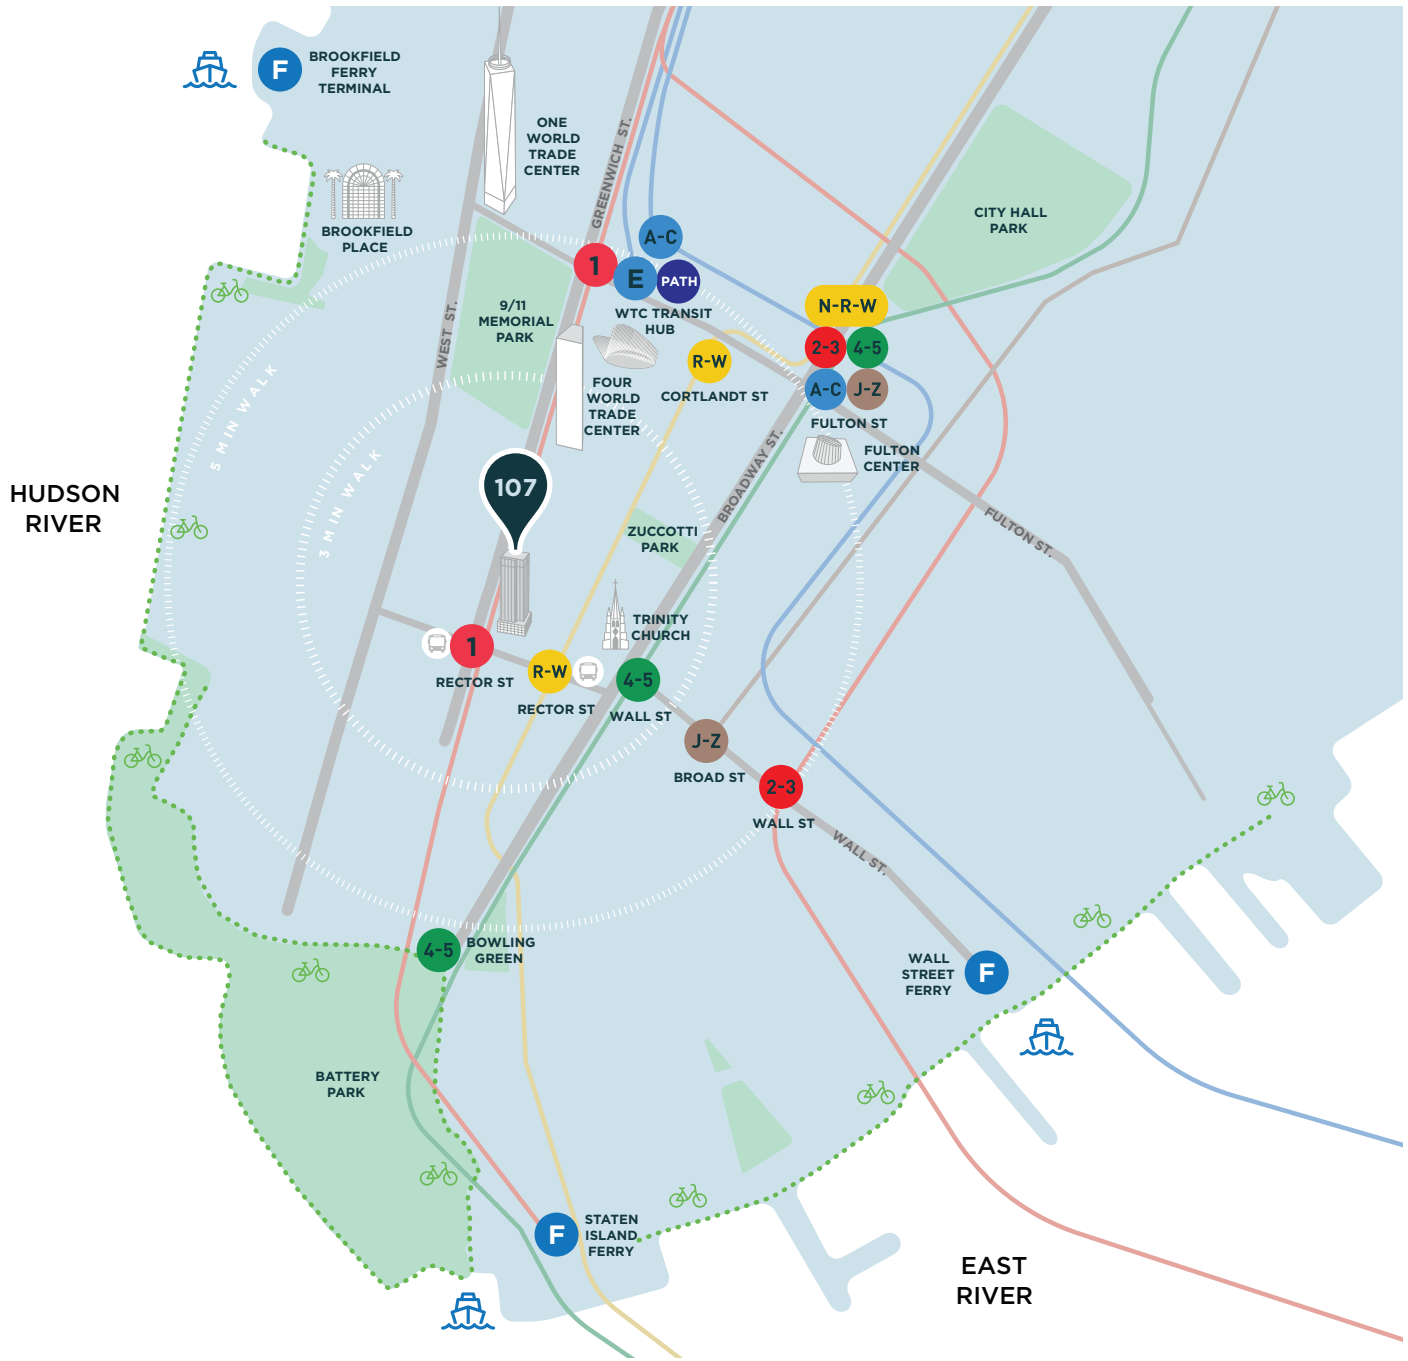 F
BROOKFIELD
FERRY
TERMINAL
ONE
WORLD
TRADE
CENTER
GREENWICH ST.
BROOKFIELD
PLACE
CITY HALL
PARK
A-C
1
E
PATH
WTC TRANSIT
HUB
9/11
MEMORIAL
PARK
WEST ST.
N-R-W
2-3
4-5
A-C
J-Z
FULTON ST
FULTON
CENTER
R-W
CORTLANDT ST
FOUR
WORLD
TRADE
CENTER
5 MIN WALK
3 MIN WALK
BROADWAY ST.
HUDSON
RIVER
107
ZUCCOTTI
PARK
FULTON ST.
TRINITY
CHURCH
1
RECTOR ST
R-W
RECTOR ST
4-5
WALL ST
J-Z
BROAD ST
2-3
WALL ST
WALL ST.
4-5
BOWLING
GREEN
WALL
STREET
FERRY
F
BATTERY
PARK
F
STATEN
ISLAND
FERRY
EAST
RIVER